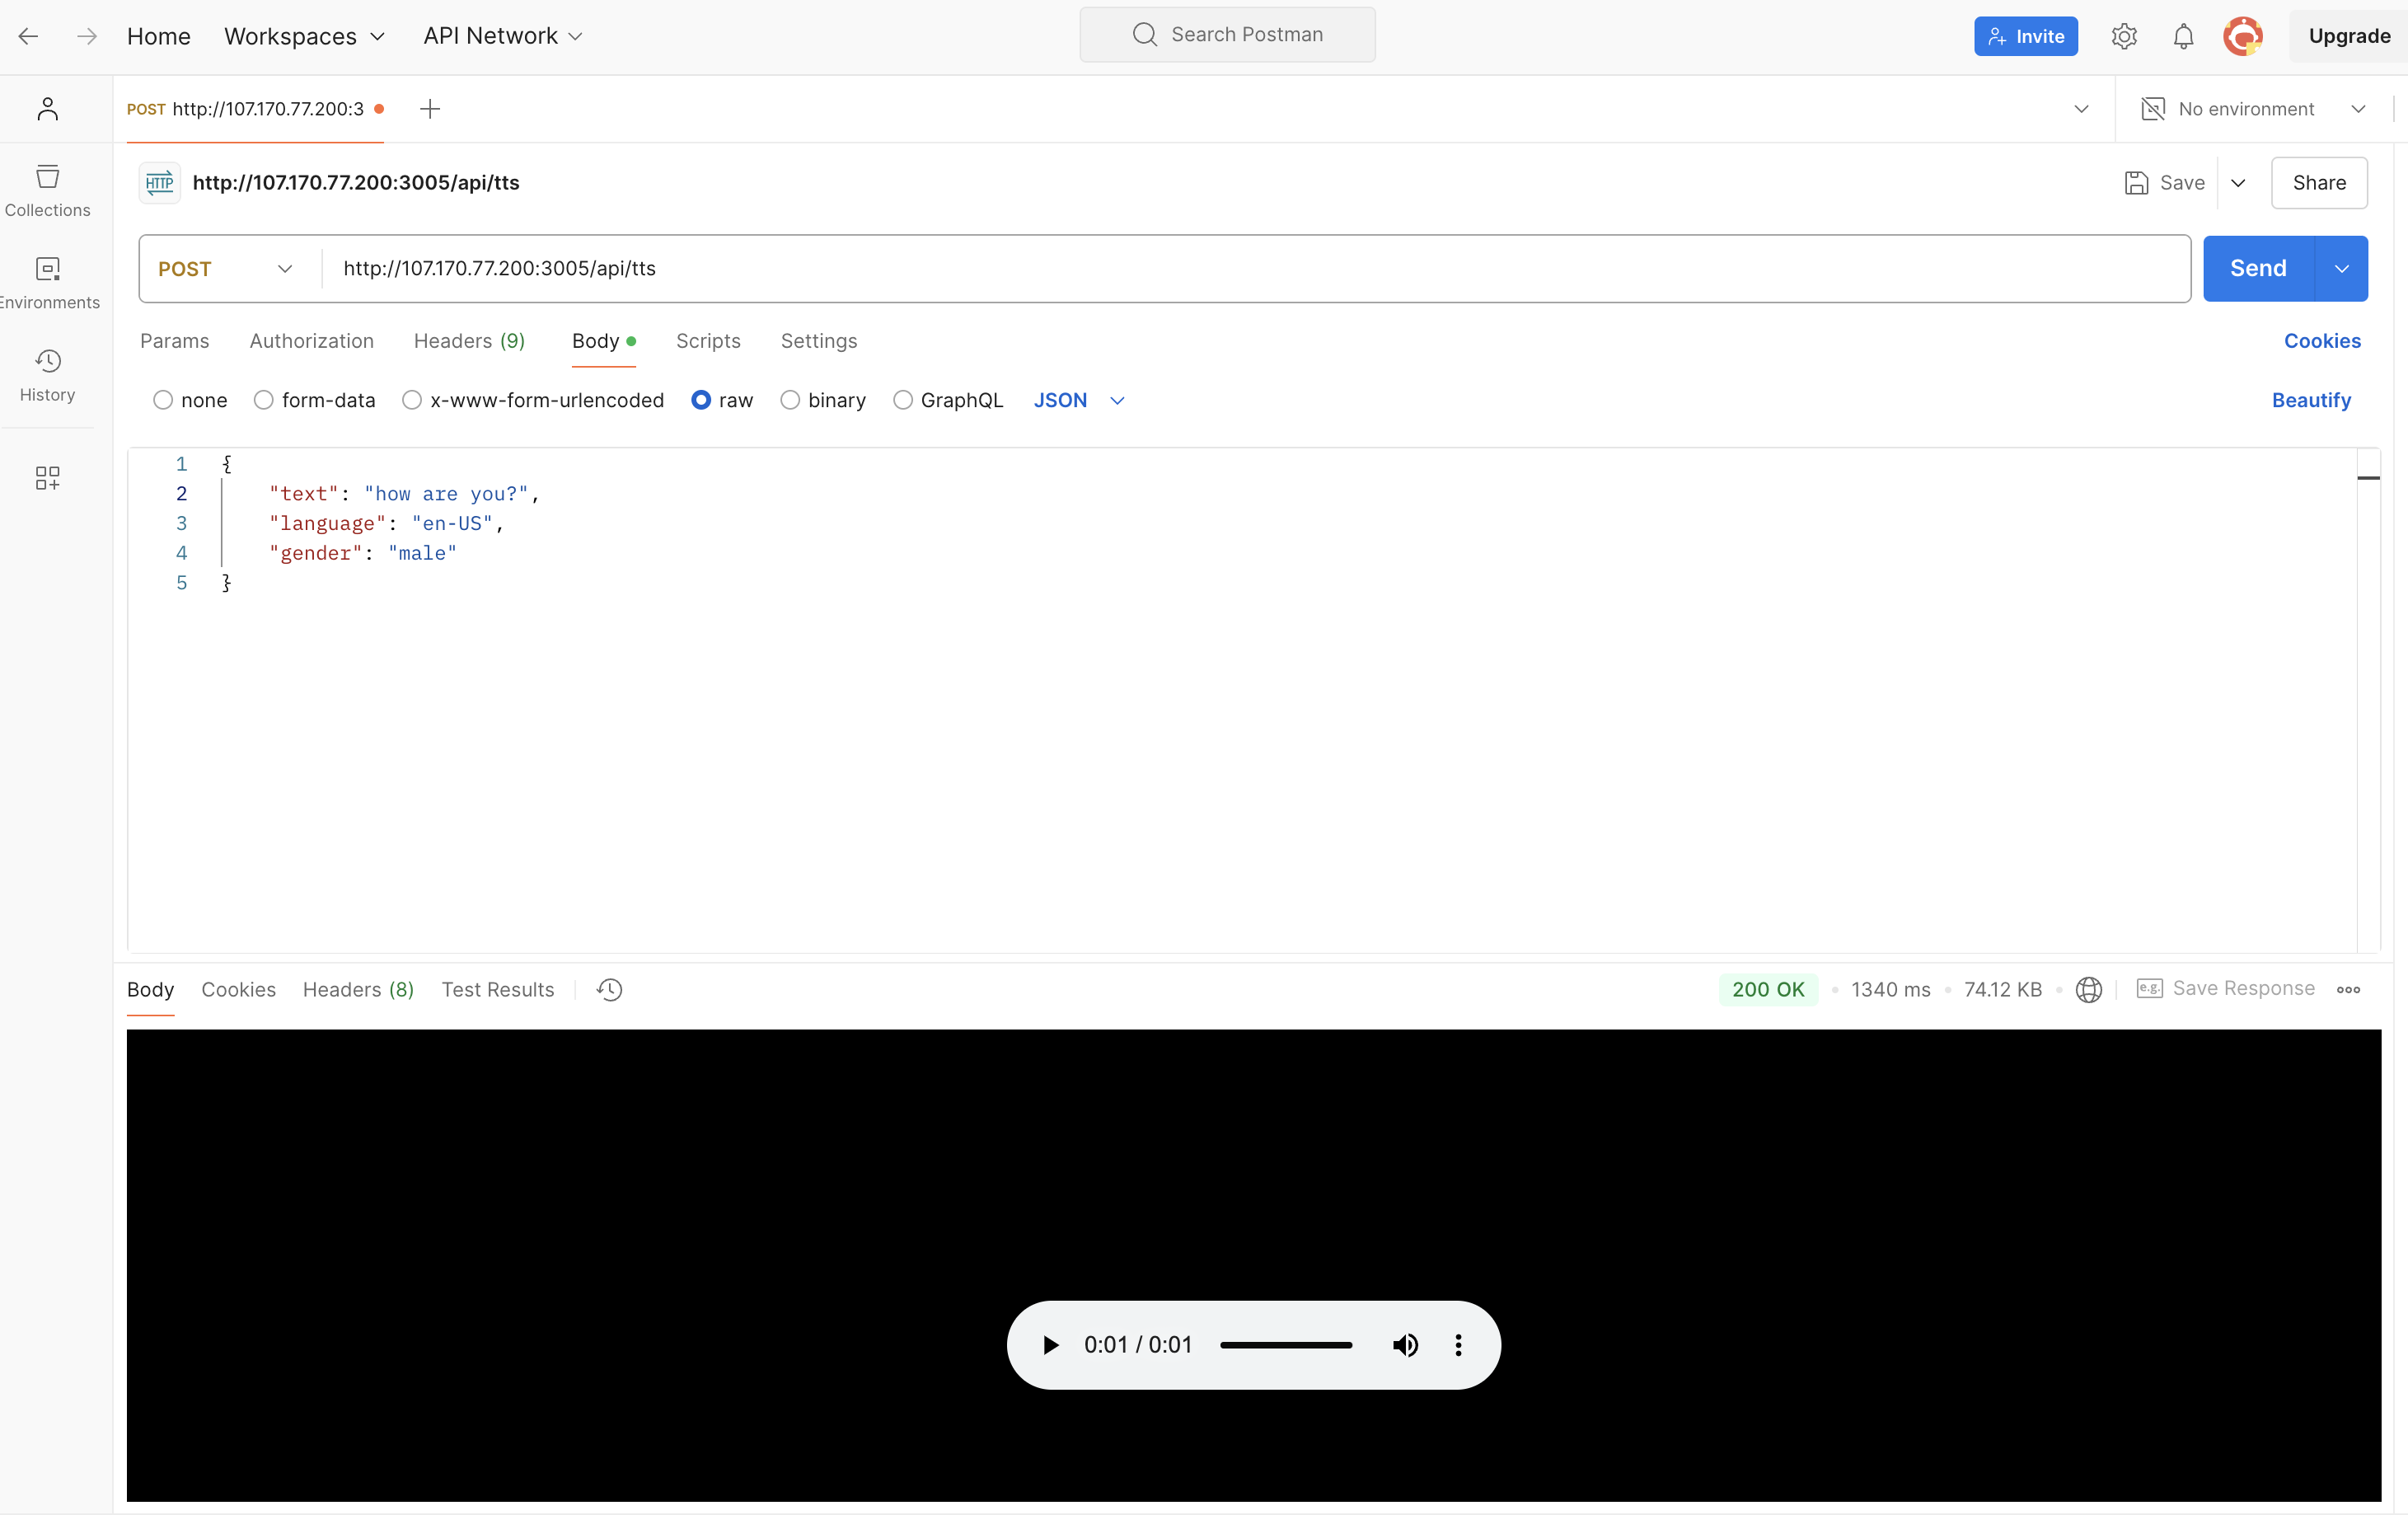 Home Workspaces API Network Search Postman Invite Upgrade
POST http://107.170.77.200:3 No environment
HTTP http://107.170.77.200:3005/api/tts Save Share
Collections
POST http://107.170.77.200:3005/api/tts Send
Environments
Params Authorization Headers (9) Body Scripts Settings Cookies
History
none form-data x-www-form-urlencoded raw binary GraphQL JSON Beautify
1 {
2 "text": "how are you?",
3 "language": "en-US",
4 "gender": "male"
5 }
Body Cookies Headers (8) Test Results 200 OK 1340 ms 74.12 KB e.g. Save Response
0:01 / 0:01